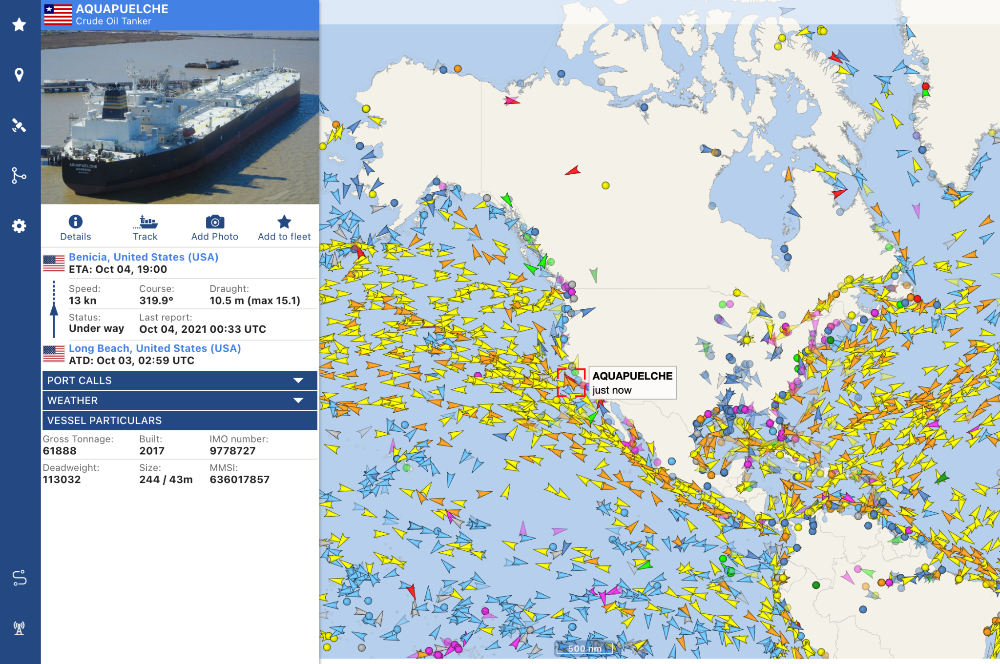 AQUAPUELCHE
Crude Oil Tanker
AQUAPUELCHE
MONROVIA
Details
Track
Add Photo
Add to fleet
Benicia, United States (USA)
ETA: Oct 04, 19:00
Speed: Course: Draught:
13 kn 319.9° 10.5 m (max 15.1)
Status: Last report:
Under way Oct 04, 2021 00:33 UTC
Long Beach, United States (USA)
ATD: Oct 03, 02:59 UTC
PORT CALLS
WEATHER
VESSEL PARTICULARS
Gross Tonnage: Built: IMO number:
61888 2017 9778727
Deadweight: Size: MMSI:
113032 244 / 43m 636017857
AQUAPUELCHE
just now
500 nm